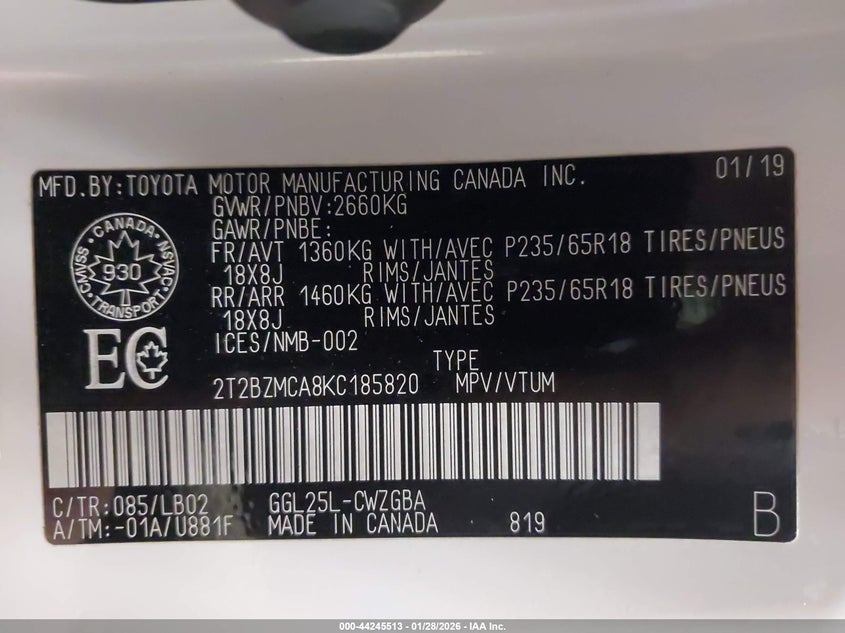 MFD.BY:TOYOTA MOTOR MANUFACTURING CANADA INC. 01/19
GVWR/PNBV:2660KG
GAWR/PNBE:
FR/AVT 1360KG WITH/AVEC P235/65R18 TIRES/PNEUS
18X8J RIMS/JANTES
RR/ARR 1460KG WITH/AVEC P235/65R18 TIRES/PNEUS
18X8J RIMS/JANTES
ICES/NMB-002
CANADA
CMVSS 930 NSVAC
TRANSPORT
EC
TYPE
2T2BZMCA8KC185820 MPV/VTUM
C/TR:085/LB02 GGL25L-CWZGBA
A/TM:-01A/U881F MADE IN CANADA 819 B
000-44245513 - 01/28/2026 - IAA Inc.